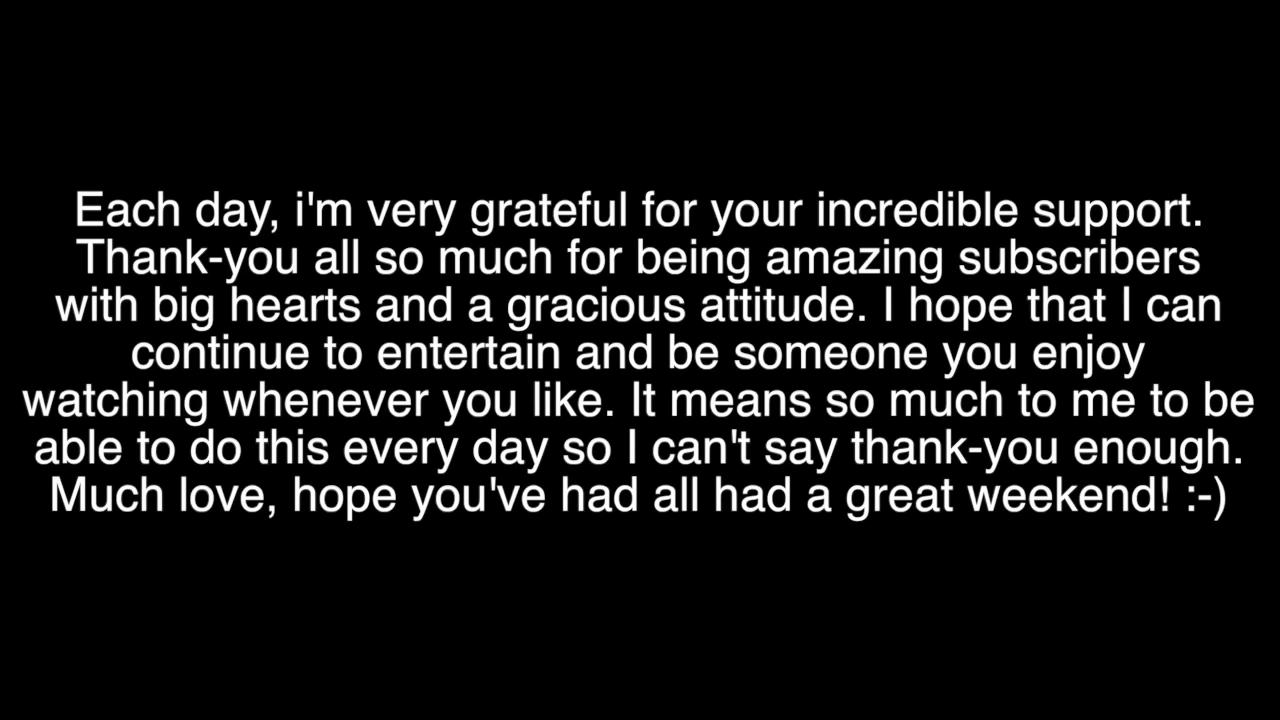 Each day, i'm very grateful for your incredible support.
Thank-you all so much for being amazing subscribers
with big hearts and a gracious attitude. I hope that I can
continue to entertain and be someone you enjoy
watching whenever you like. It means so much to me to be
able to do this every day so I can't say thank-you enough.
Much love, hope you've had all had a great weekend! :-)